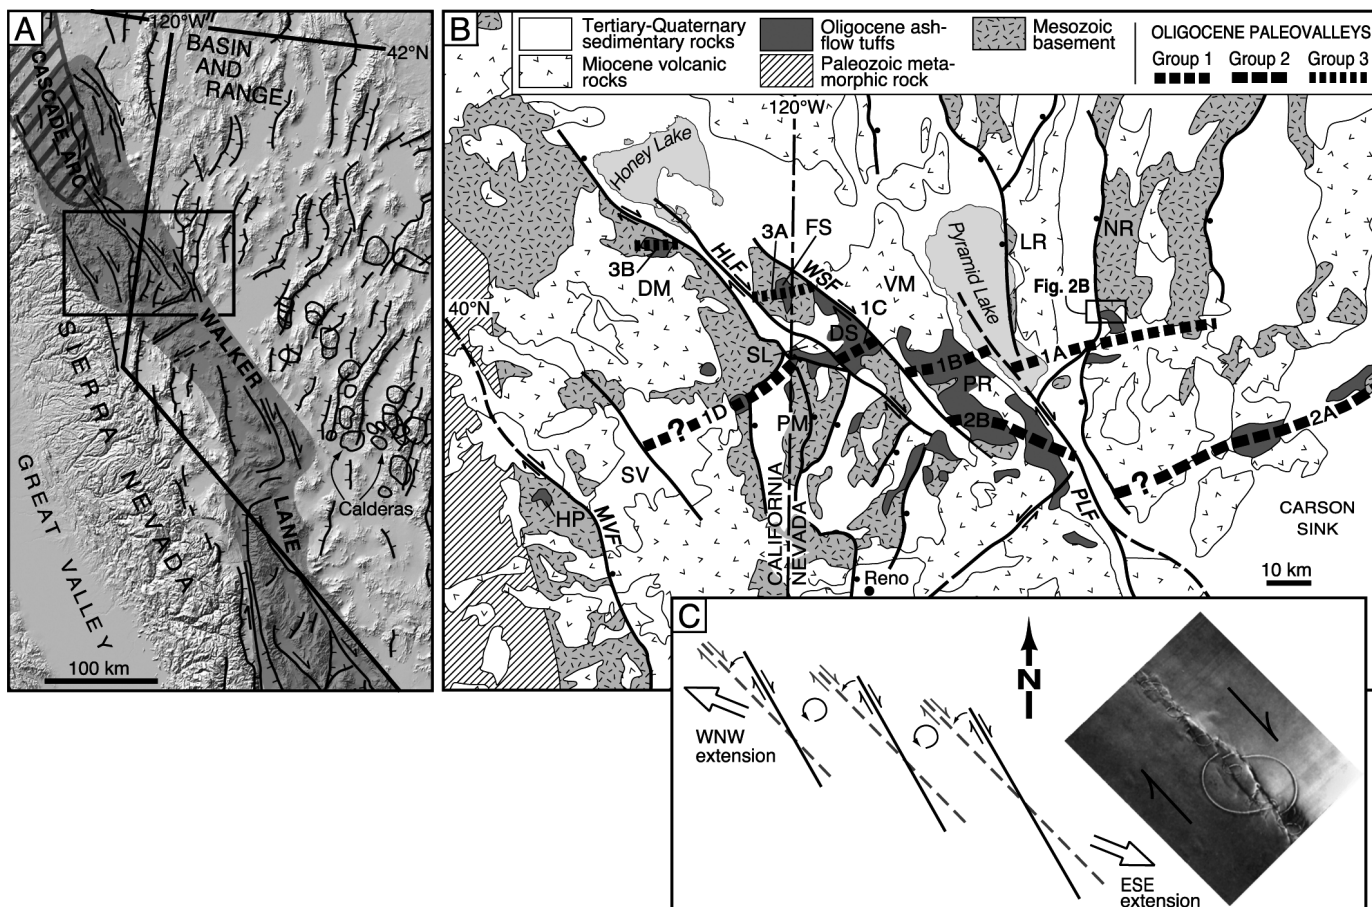 A
120°W
42°N
BASIN
AND
RANGE
CASCADE ARC
WALKER
LANE
SIERRA
NEVADA
GREAT VALLEY
Calderas
100 km
B
Tertiary-Quaternary
sedimentary rocks
Miocene volcanic
rocks
Oligocene ash-
flow tuffs
Paleozoic meta-
morphic rock
Mesozoic
basement
OLIGOCENE PALEOVALLEYS
Group 1
Group 2
Group 3
120°W
40°N
Honey Lake
Pyramid Lake
3A
FS
3B
DM
HLF
WSF
VM
1C
DS
SL
LR
NR
Fig. 2B
1B
1A
PR
2B
2A
?
1D
PM
SV
HP
MVF
PLF
?
CALIFORNIA
NEVADA
Reno
CARSON
SINK
10 km
C
N
WNW
extension
ESE
extension